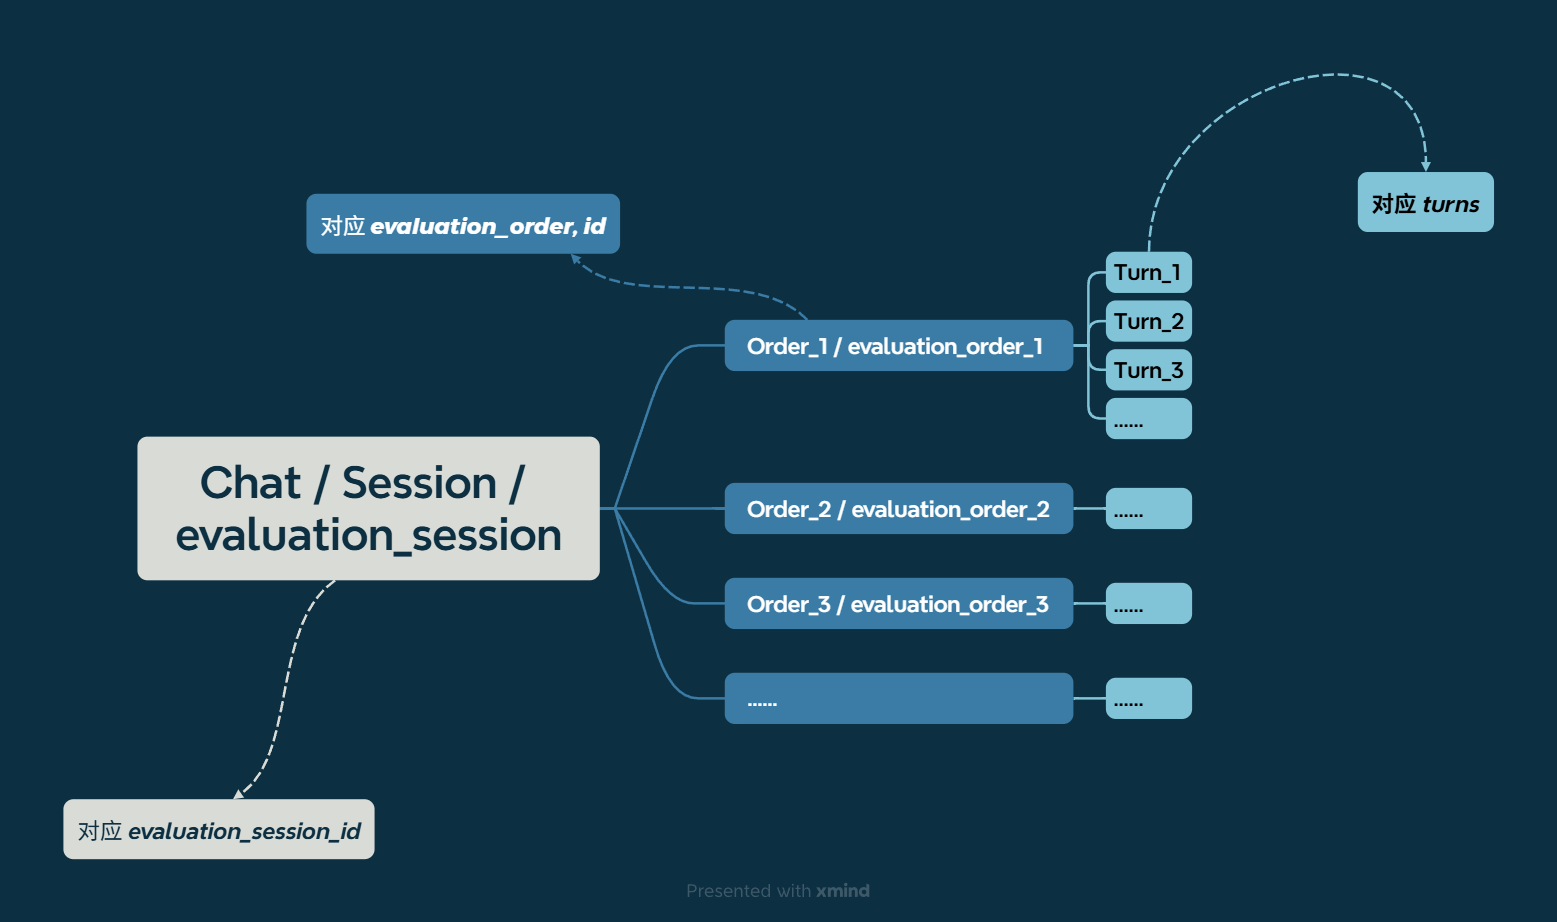 对应 turns
对应 evaluation_order, id
Turn_1
Turn_2
Order_1 / evaluation_order_1
Turn_3
......
Chat / Session /
evaluation_session
Order_2 / evaluation_order_2
......
Order_3 / evaluation_order_3
......
......
......
对应 evaluation_session_id
Presented with xmind